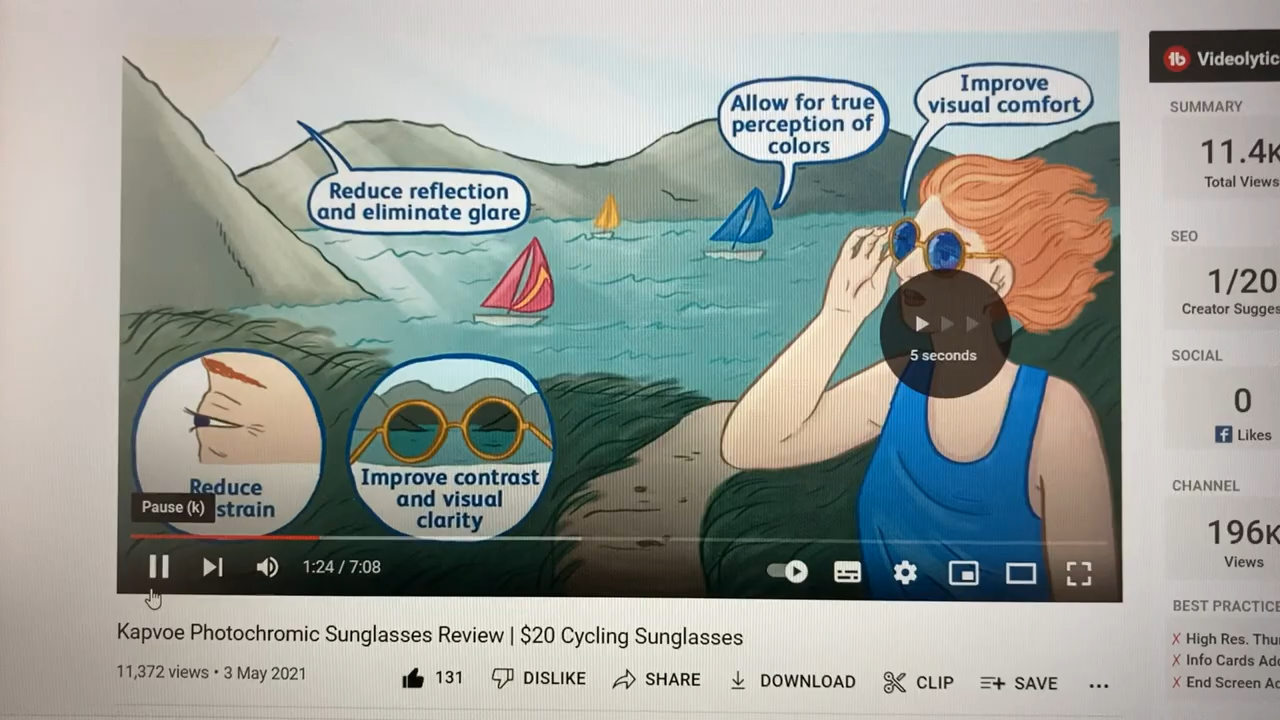 Improve
visual comfort
Allow for true
perception of
colors
Reduce reflection
and eliminate glare
5 seconds
Reduce
strain
Improve contrast
and visual
clarity
Pause (k)
1:24 / 7:08
Kapvoe Photochromic Sunglasses Review | $20 Cycling Sunglasses
11,372 views • 3 May 2021
131
DISLIKE
SHARE
DOWNLOAD
CLIP
SAVE
tb Videolytic
SUMMARY
11.4K
Total Views
SEO
1/20
Creator Sugges
SOCIAL
0
f Likes
CHANNEL
196K
Views
BEST PRACTICE
X High Res. Thu
X Info Cards Add
X End Screen Ad